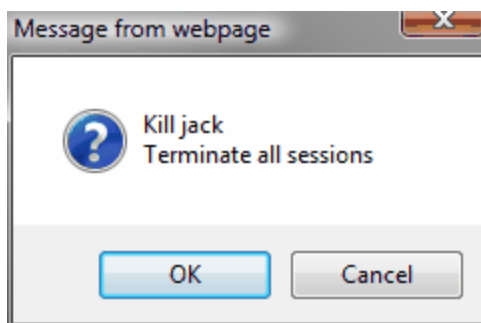 Message from webpage
Kill jack
Terminate all sessions
OK
Cancel